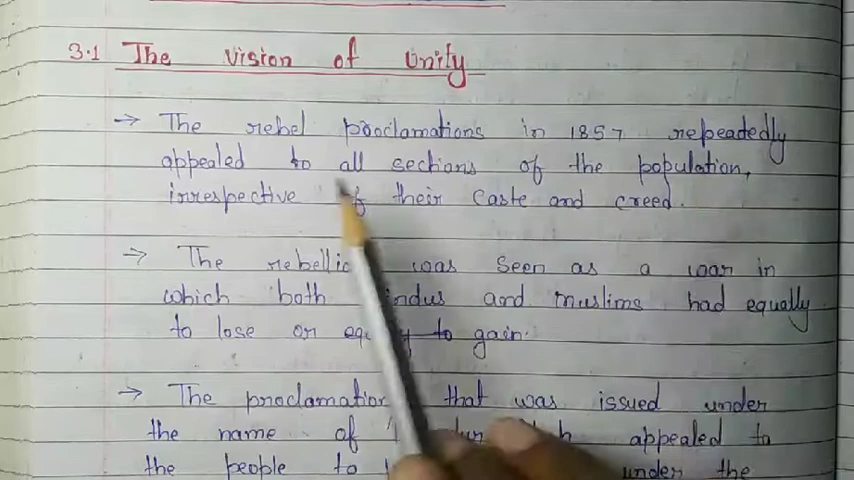 3.1 The vision of Unity
→ The rebel proclamations in 1857 repeatedly
appealed to all sections of the population,
irrespective of their caste and creed.
→ The was seen as a war in
which both and muslims had equally
to lose or to gain.
→ The proclamation that was issued under
the name of appealed to
the people to under the